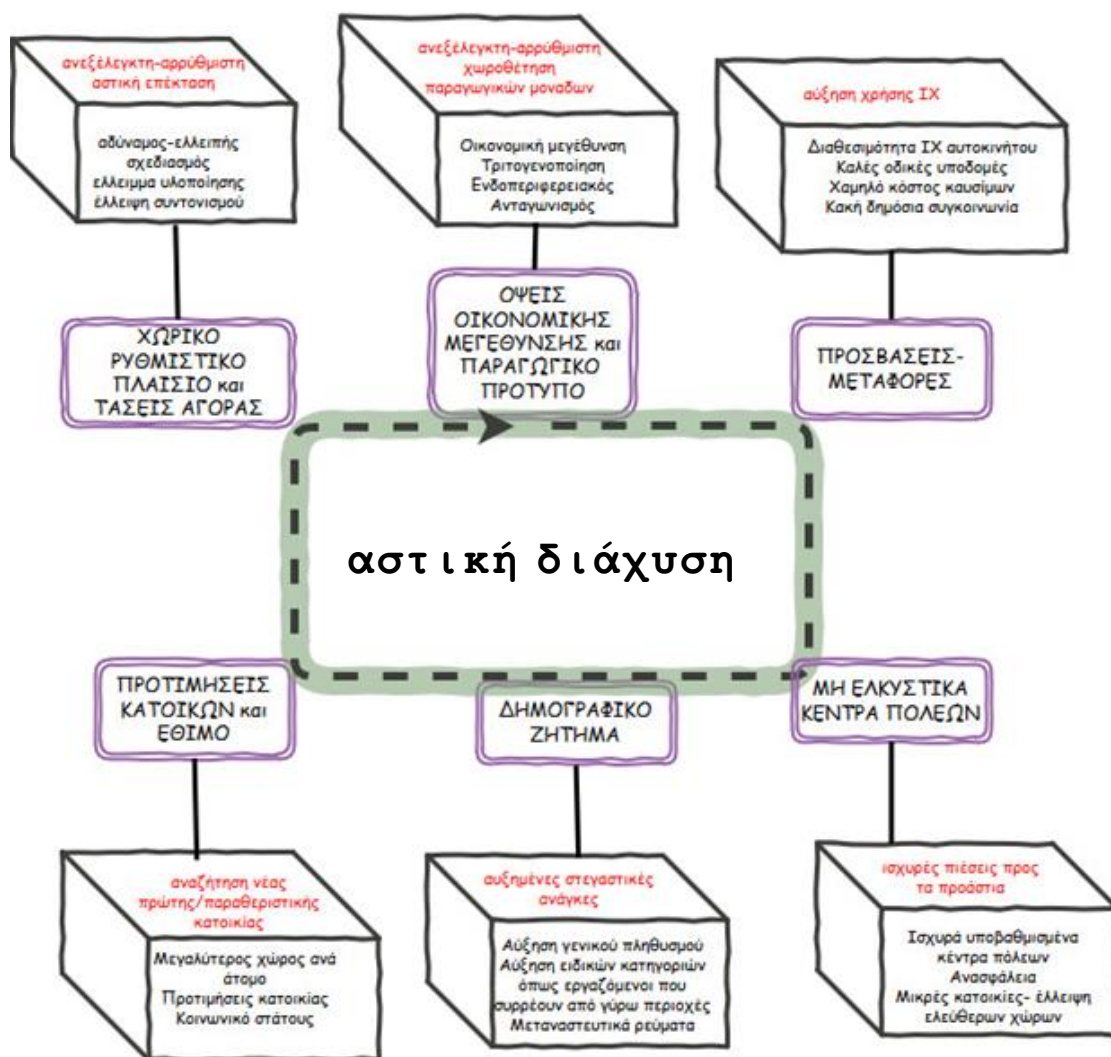 ανεξέλεγκτη-αρρύθμιστη
αστική επέκταση
αδύναμος-ελλειπής
σχεδιασμός
ελλειμμα υλοποίησης
έλλειψη συντονισμού
ΧΩΡΙΚΟ
ΡΥΘΜΙΣΤΙΚΟ
ΠΛΑΙΣΙΟ και
ΤΑΣΕΙΣ ΑΓΟΡΑΣ
ανεξέλεγκτη-αρρύθμιστη
χωροθέτηση
παραγωγικών μοναδων
Οικονομική μεγέθυνση
Τριτογενοποίηση
Ενδοπεριφερειακός
Ανταγωνισμός
ΟΨΕΙΣ
ΟΙΚΟΝΟΜΙΚΗΣ
ΜΕΓΕΘΥΝΣΗΣ και
ΠΑΡΑΓΩΓΙΚΟ
ΠΡΟΤΥΠΟ
αύξηση χρήσης ΙΧ
Διαθεσιμότητα ΙΧ αυτοκινήτου
Καλές οδικές υποδομές
Χαμηλό κόστος καυσίμων
Κακή δημόσια συγκοινωνία
ΠΡΟΣΒΑΣΕΙΣ-
ΜΕΤΑΦΟΡΕΣ
αστική διάχυση
ΠΡΟΤΙΜΗΣΕΙΣ
ΚΑΤΟΙΚΩΝ και
ΕΘΙΜΟ
αναζήτηση νέας
πρώτης/παραθεριστικής
κατοικίας
Μεγαλύτερος χώρος ανά
άτομο
Προτιμήσεις κατοικίας
Κοινωνικό στάτους
ΔΗΜΟΓΡΑΦΙΚΟ
ΖΗΤΗΜΑ
αυξημένες στεγαστικές
ανάγκες
Αύξηση γενικού πληθυσμού
Αύξηση ειδικών κατηγοριών
όπως εργαζόμενοι που
συρρέουν από γύρω περιοχές
Μεταναστευτικά ρεύματα
ΜΗ ΕΛΚΥΣΤΙΚΑ
ΚΕΝΤΡΑ ΠΟΛΕΩΝ
ισχυρές πιέσεις προς
τα προάστια
Ισχυρά υποβαθμισμένα
κέντρα πόλεων
Ανασφάλεια
Μικρές κατοικίες- έλλειψη
ελεύθερων χώρων